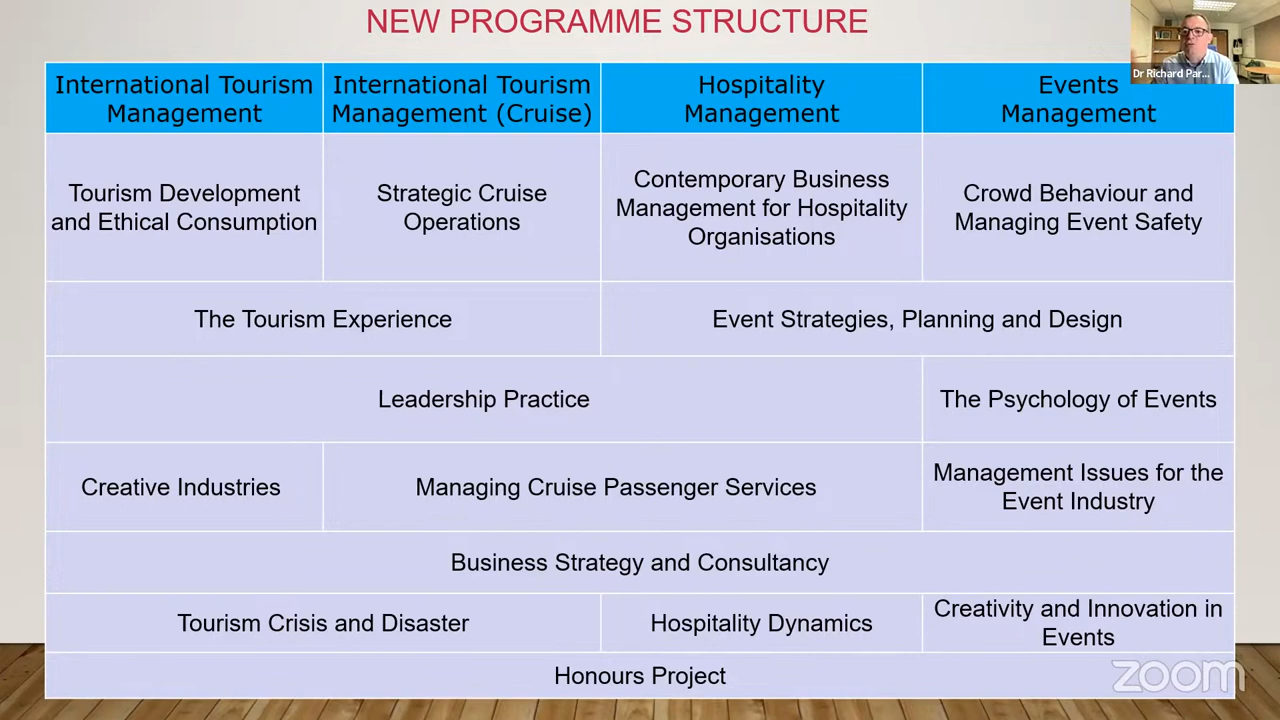 NEW PROGRAMME STRUCTURE
Dr Richard Par...
International Tourism
Management
International Tourism
Management (Cruise)
Hospitality
Management
Events
Management
Tourism Development
and Ethical Consumption
Strategic Cruise
Operations
Contemporary Business
Management for Hospitality
Organisations
Crowd Behaviour and
Managing Event Safety
The Tourism Experience
Event Strategies, Planning and Design
Leadership Practice
The Psychology of Events
Creative Industries
Managing Cruise Passenger Services
Management Issues for the
Event Industry
Business Strategy and Consultancy
Tourism Crisis and Disaster
Hospitality Dynamics
Creativity and Innovation in
Events
Honours Project
zoom